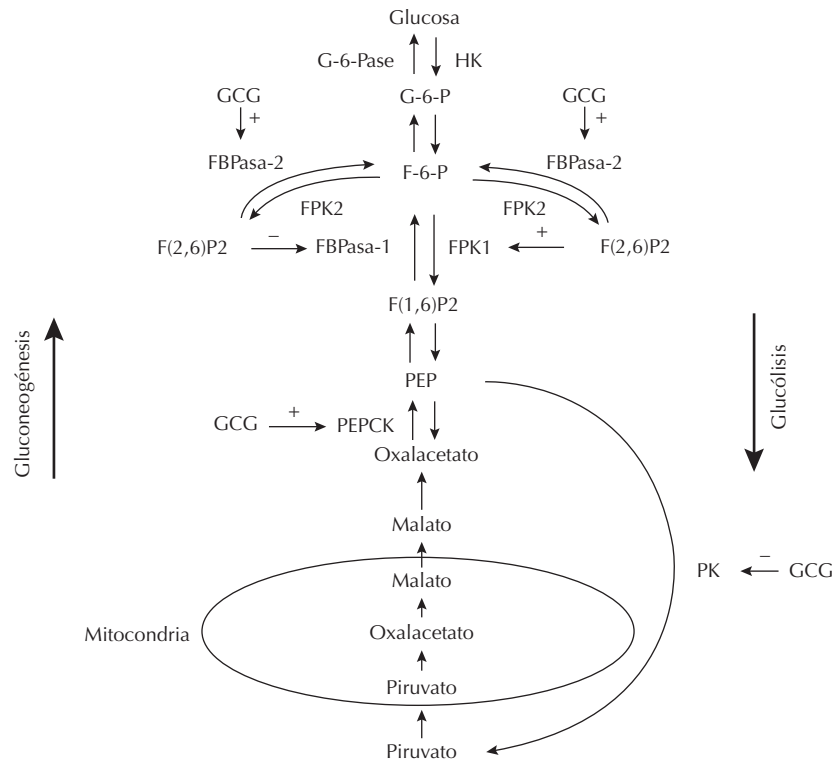 Glucosa
G-6-Pase
HK
GCG
G-6-P
GCG
+
+
FBPasa-2
F-6-P
FBPasa-2
FPK2
FPK2
F(2,6)P2
–
FBPasa-1
FPK1
+
F(2,6)P2
F(1,6)P2
Gluconeogénesis
Glucólisis
PEP
GCG
+
PEPCK
Oxalacetato
Malato
PK
–
GCG
Malato
Mitocondria
Oxalacetato
Piruvato
Piruvato